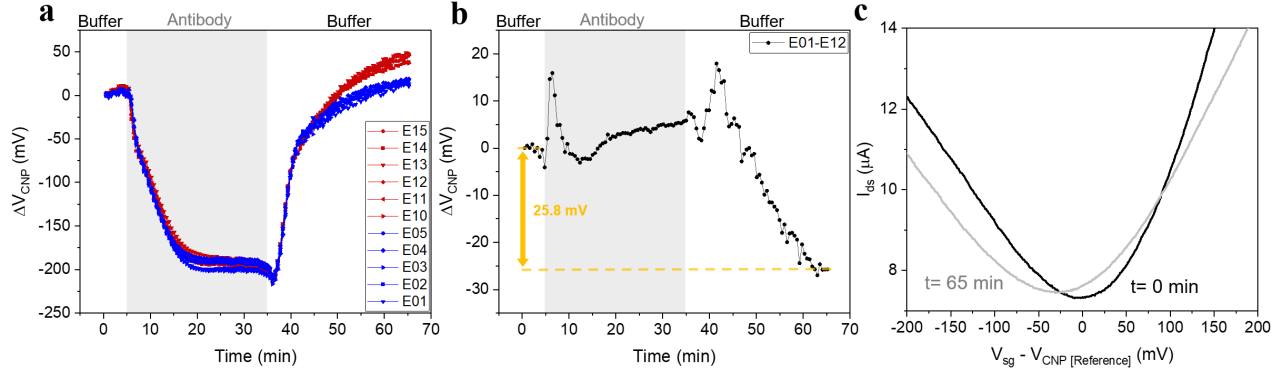 a
Buffer
Antibody
Buffer
50
25
0
-50
-100
-150
-200
-250
ΔV_CNP (mV)
0
10
20
30
40
50
60
70
Time (min)
E15
E14
E13
E12
E11
E10
E05
E04
E03
E02
E01
b
Buffer
Antibody
Buffer
E01-E12
20
10
0
-10
-20
-30
ΔV_CNP (mV)
25.8 mV
0
10
20
30
40
50
60
70
Time (min)
c
14
12
10
8
I_ds (µA)
t= 65 min
t= 0 min
-200
-150
-100
-50
0
50
100
150
200
V_sg - V_CNP [Reference] (mV)